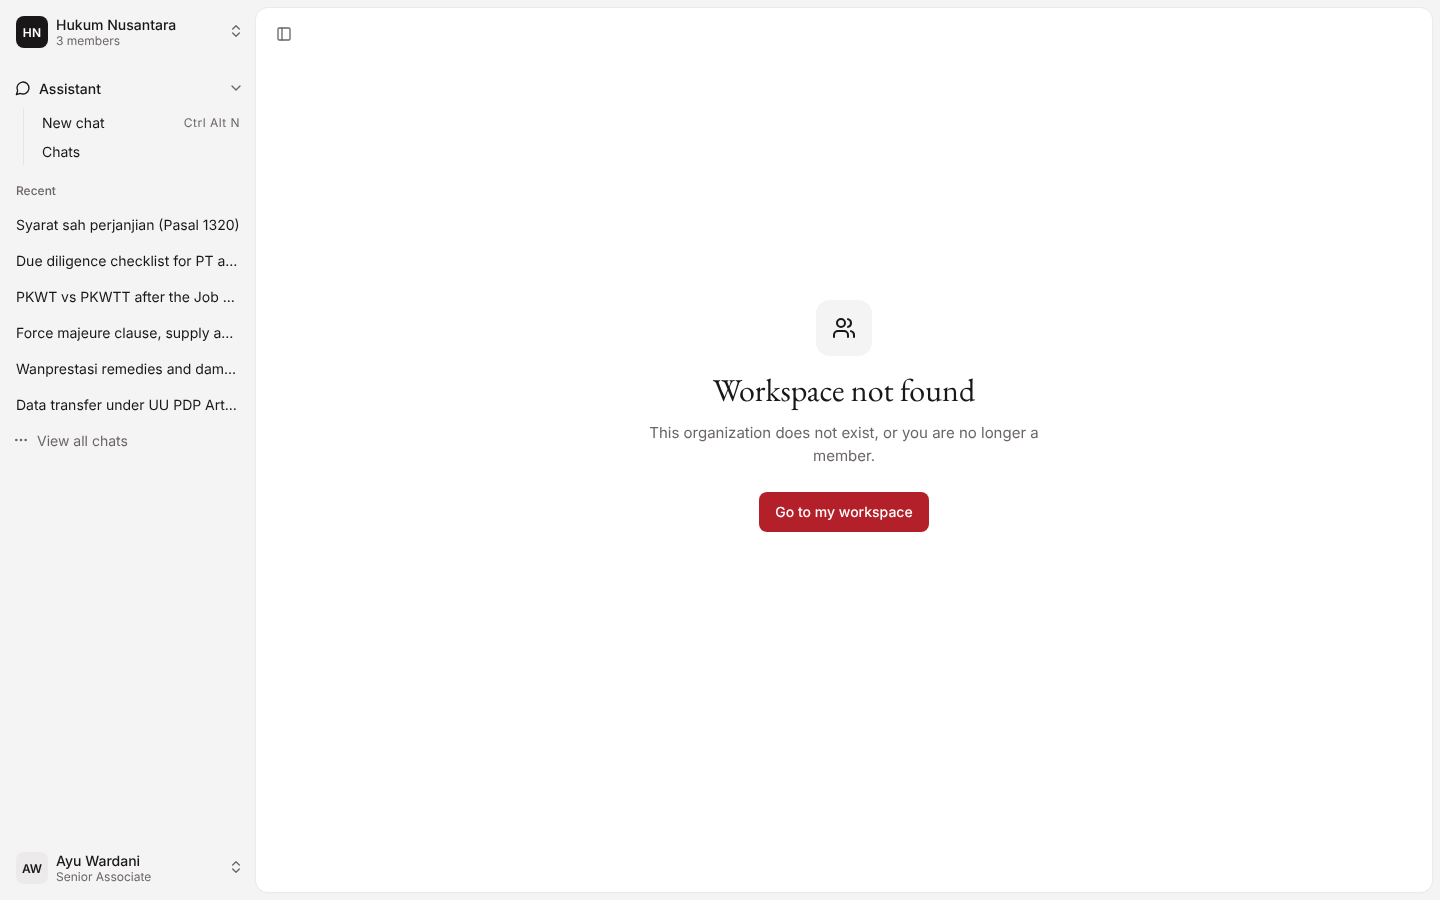 HN
Hukum Nusantara
3 members
Assistant
New chat
Ctrl Alt N
Chats
Recent
Syarat sah perjanjian (Pasal 1320)
Due diligence checklist for PT a...
PKWT vs PKWTT after the Job ...
Force majeure clause, supply a...
Wanprestasi remedies and dam...
Data transfer under UU PDP Art...
View all chats
AW
Ayu Wardani
Senior Associate
Workspace not found
This organization does not exist, or you are no longer a
member.
Go to my workspace